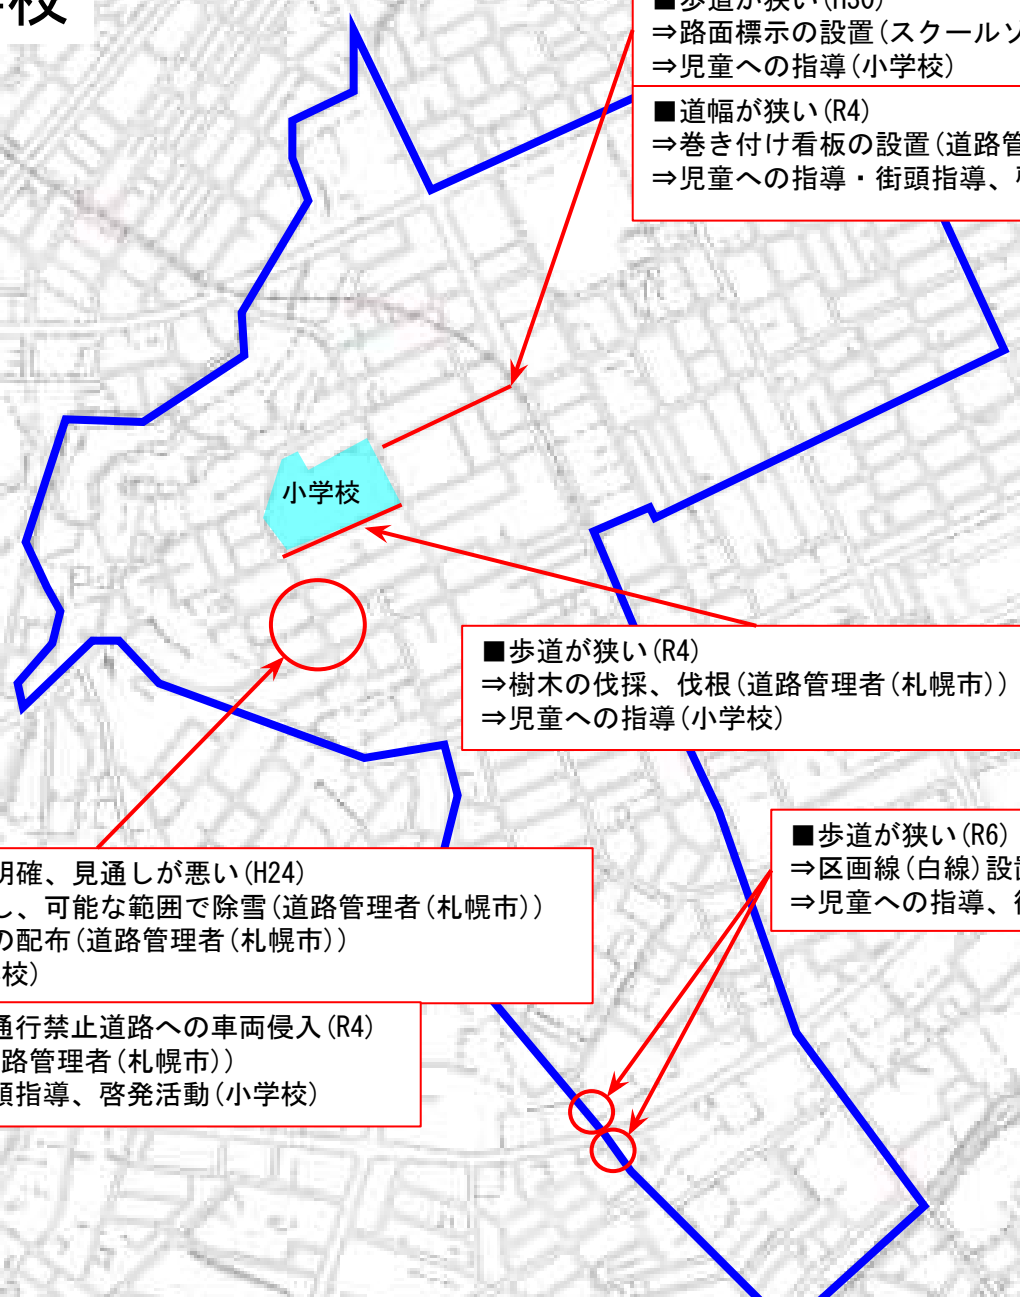 校
■歩道が狭い(H30)
⇒路面標示の設置(スクールゾ
⇒児童への指導(小学校)
■道幅が狭い(R4)
⇒巻き付け看板の設置(道路管
⇒児童への指導・街頭指導、
小学校
■歩道が狭い(R4)
⇒樹木の伐採、伐根(道路管理者(札幌市))
⇒児童への指導(小学校)
■歩道が狭い(R6)
⇒区画線(白線)設置
⇒児童への指導、街
明確、見通しが悪い(H24)
し、可能な範囲で除雪(道路管理者(札幌市))
の配布(道路管理者(札幌市))
校)
通行禁止道路への車両侵入(R4)
路管理者(札幌市))
頭指導、啓発活動(小学校)